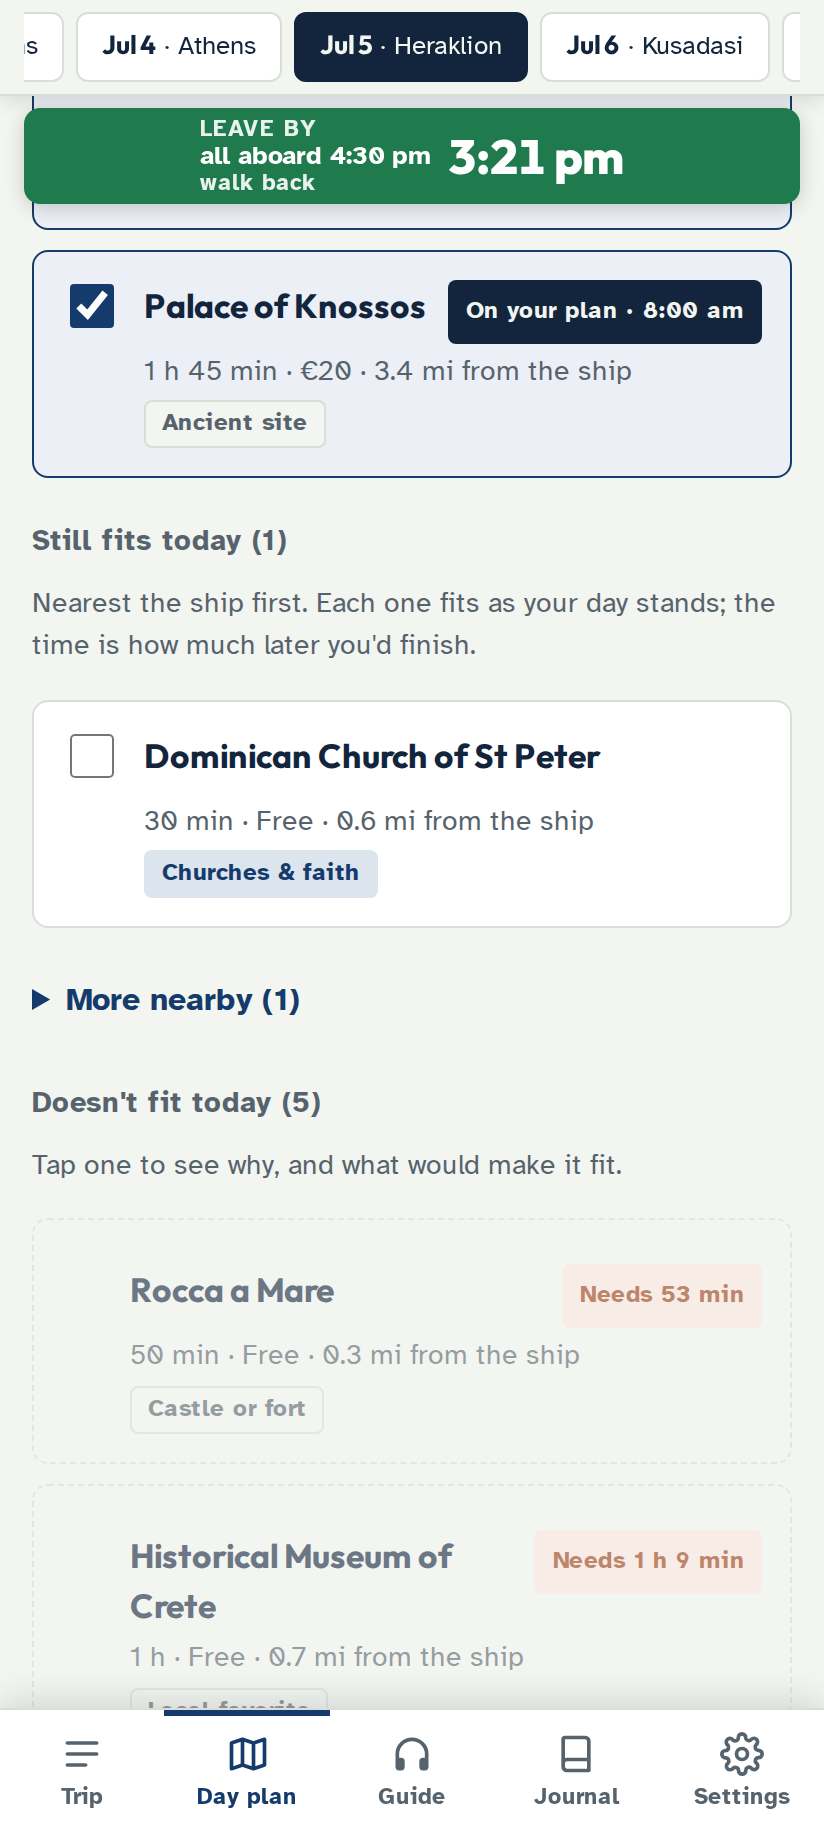 s
Jul 4 · Athens
Jul 5 · Heraklion
Jul 6 · Kusadasi
LEAVE BY
all aboard 4:30 pm
walk back
3:21 pm
Palace of Knossos
On your plan · 8:00 am
1 h 45 min · €20 · 3.4 mi from the ship
Ancient site
Still fits today (1)
Nearest the ship first. Each one fits as your day stands; the
time is how much later you'd finish.
Dominican Church of St Peter
30 min · Free · 0.6 mi from the ship
Churches & faith
More nearby (1)
Doesn't fit today (5)
Tap one to see why, and what would make it fit.
Rocca a Mare
Needs 53 min
50 min · Free · 0.3 mi from the ship
Castle or fort
Historical Museum of
Crete
Needs 1 h 9 min
1 h · Free · 0.7 mi from the ship
Local favorite
Trip
Day plan
Guide
Journal
Settings